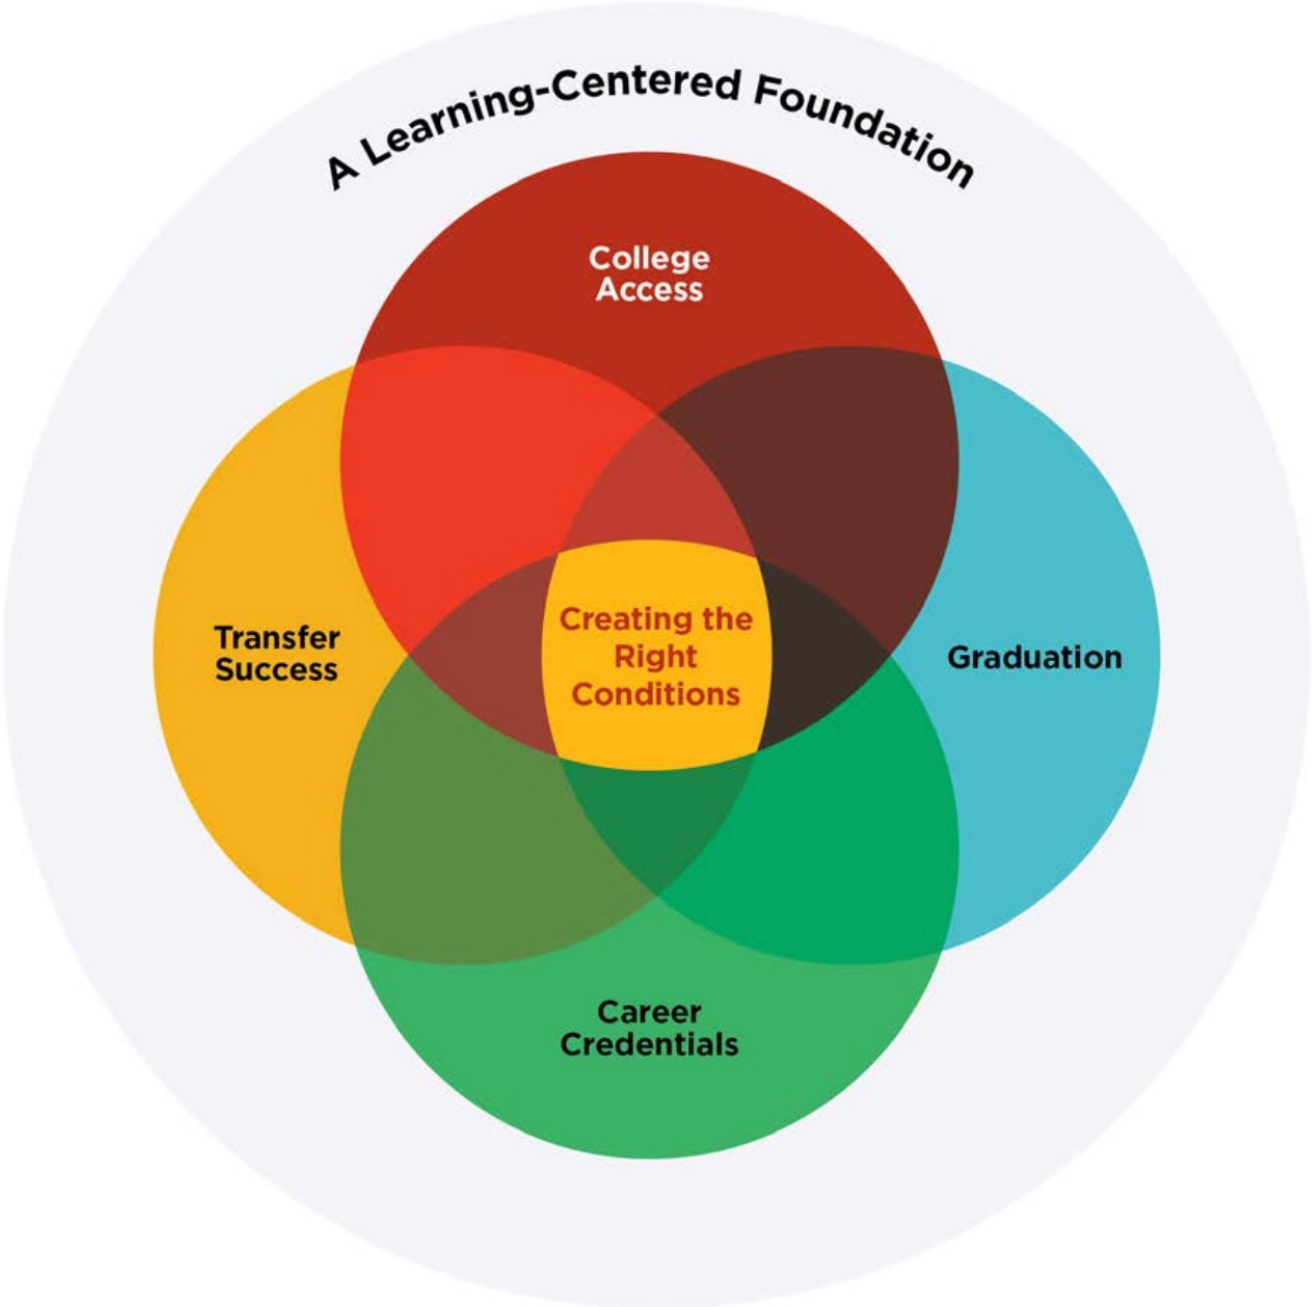 A Learning-Centered Foundation
College
Access
Transfer
Success
Creating the
Right
Conditions
Graduation
Career
Credentials